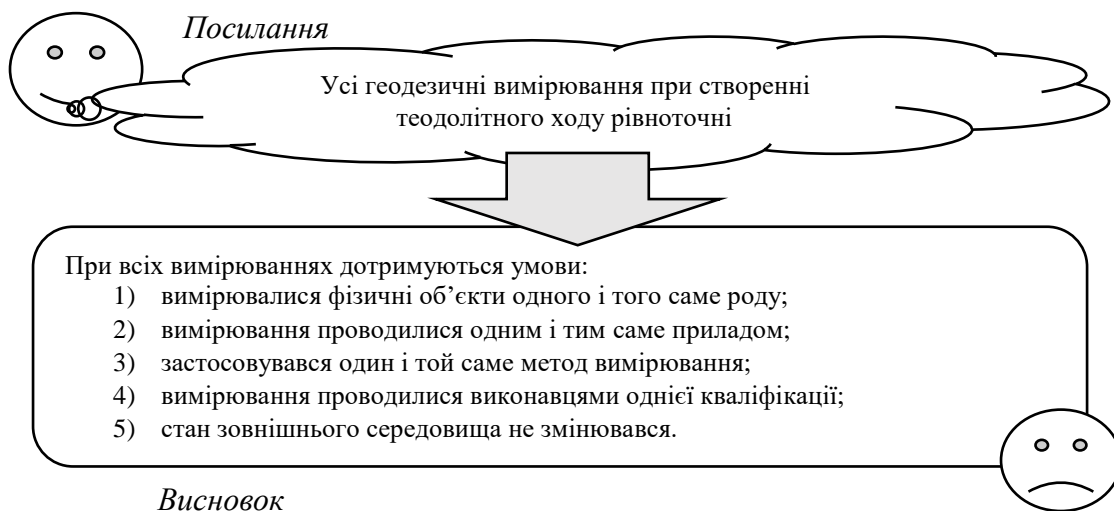 Посилання
Усі геодезичні вимірювання при створенні
теодолітного ходу рівноточні
При всіх вимірюваннях дотримуються умови:
1) вимірювалися фізичні об’єкти одного і того саме роду;
2) вимірювання проводилися одним і тим саме приладом;
3) застосовувався один і той саме метод вимірювання;
4) вимірювання проводилися виконавцями однієї кваліфікації;
5) стан зовнішнього середовища не змінювався.
Висновок